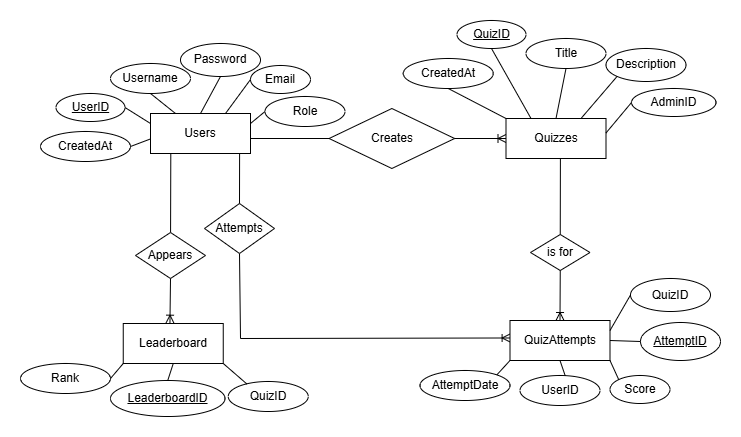 QuizID
Title
Password
Description
CreatedAt
Username
Email
AdminID
UserID
Role
Users
Creates
Quizzes
CreatedAt
Attempts
Appears
is for
QuizID
Leaderboard
QuizAttempts
AttemptID
Rank
AttemptDate
UserID
Score
LeaderboardID
QuizID